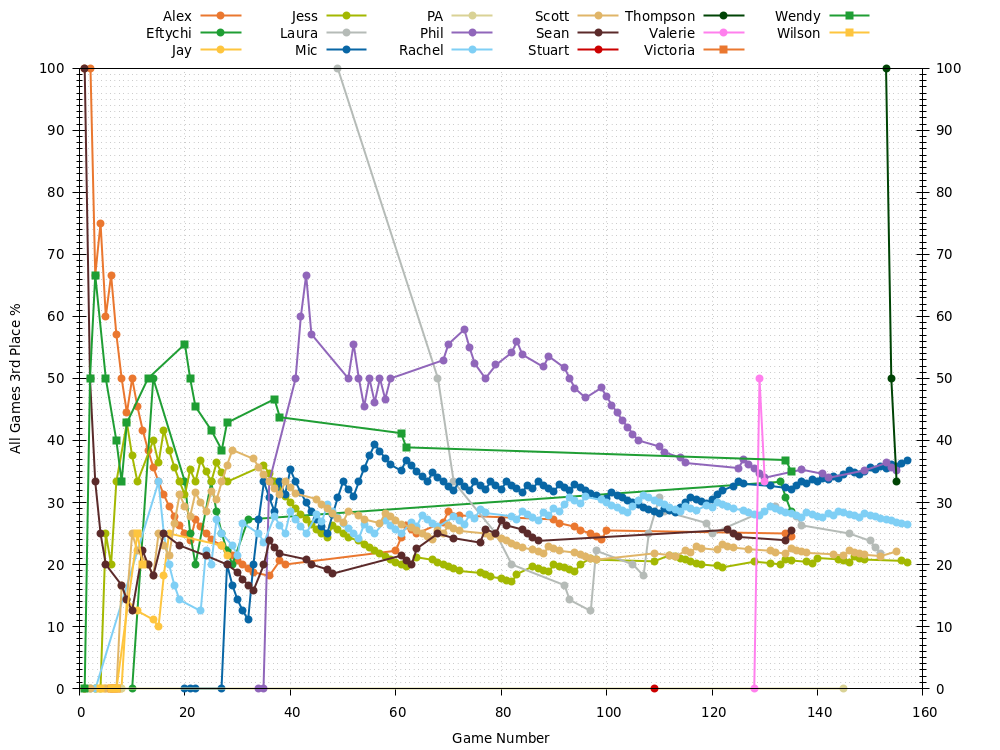 Alex Jess PA Scott Thompson Wendy
Eftychi Laura Phil Sean Valerie Wilson
Jay Mic Rachel Stuart Victoria
100 100
90 90
80 80
70 70
60 60
50 50
40 40
30 30
20 20
10 10
0 0
0 20 40 60 80 100 120 140 160
All Games 3rd Place %
Game Number